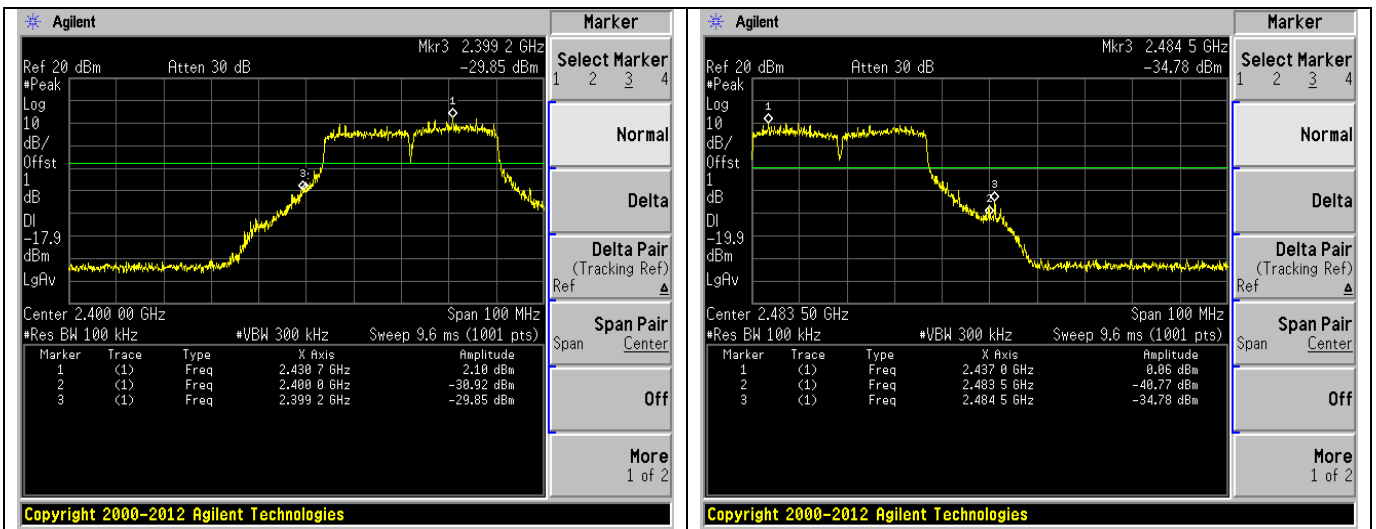 Agilent
Marker
Mkr3 2.399 2 GHz
Ref 20 dBm Atten 30 dB -29.85 dBm
#Peak
Log
10
dB/
Offst
1
dB
DI
-17.9
dBm
LgAv
1
3
Center 2.400 00 GHz Span 100 MHz
#Res BW 100 kHz #VBW 300 kHz Sweep 9.6 ms (1001 pts)
Marker Trace Type X Axis Amplitude
1 (1) Freq 2.430 7 GHz 2.10 dBm
2 (1) Freq 2.400 0 GHz -30.92 dBm
3 (1) Freq 2.399 2 GHz -29.85 dBm
Select Marker
1 2 3 4
Normal
Delta
Delta Pair
(Tracking Ref)
Ref Δ
Span Pair
Span Center
Off
More
1 of 2
Copyright 2000-2012 Agilent Technologies
Agilent
Marker
Mkr3 2.484 5 GHz
Ref 20 dBm Atten 30 dB -34.78 dBm
#Peak
Log
10
dB/
Offst
1
dB
DI
-19.9
dBm
LgAv
1
3
2
Center 2.483 50 GHz Span 100 MHz
#Res BW 100 kHz #VBW 300 kHz Sweep 9.6 ms (1001 pts)
Marker Trace Type X Axis Amplitude
1 (1) Freq 2.437 0 GHz 0.06 dBm
2 (1) Freq 2.483 5 GHz -40.77 dBm
3 (1) Freq 2.484 5 GHz -34.78 dBm
Select Marker
1 2 3 4
Normal
Delta
Delta Pair
(Tracking Ref)
Ref Δ
Span Pair
Span Center
Off
More
1 of 2
Copyright 2000-2012 Agilent Technologies